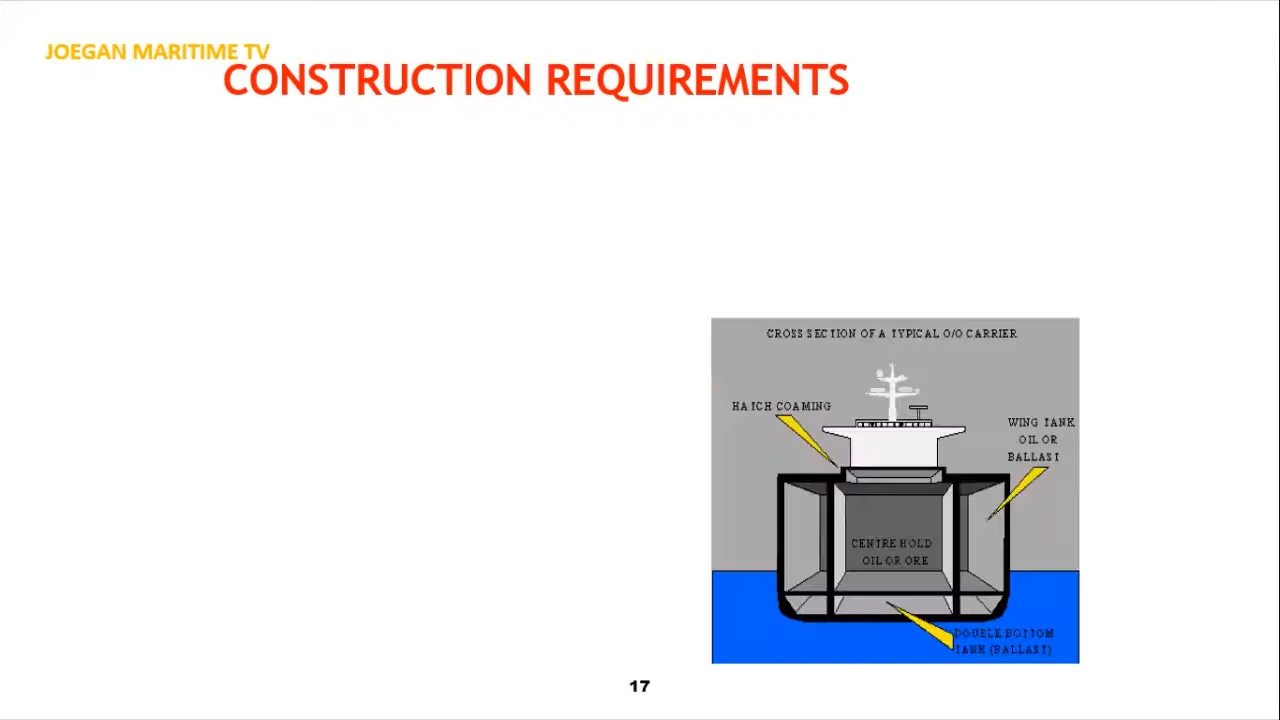 JOEGAN MARITIME TV
CONSTRUCTION REQUIREMENTS
CROSS SECTION OF A TYPICAL O/O CARRIER
HATCH COAMING
WING TANK
OIL OR
BALLAST
CENTRE HOLD
OIL OR ORE
DOUBLE BOTTOM
TANK (BALLAST)
17